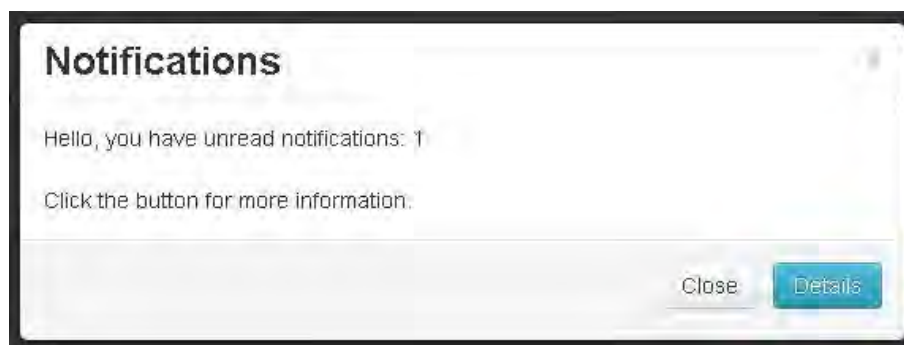 Notifications
Hello, you have unread notifications: 1
Click the button for more information.
Close Details